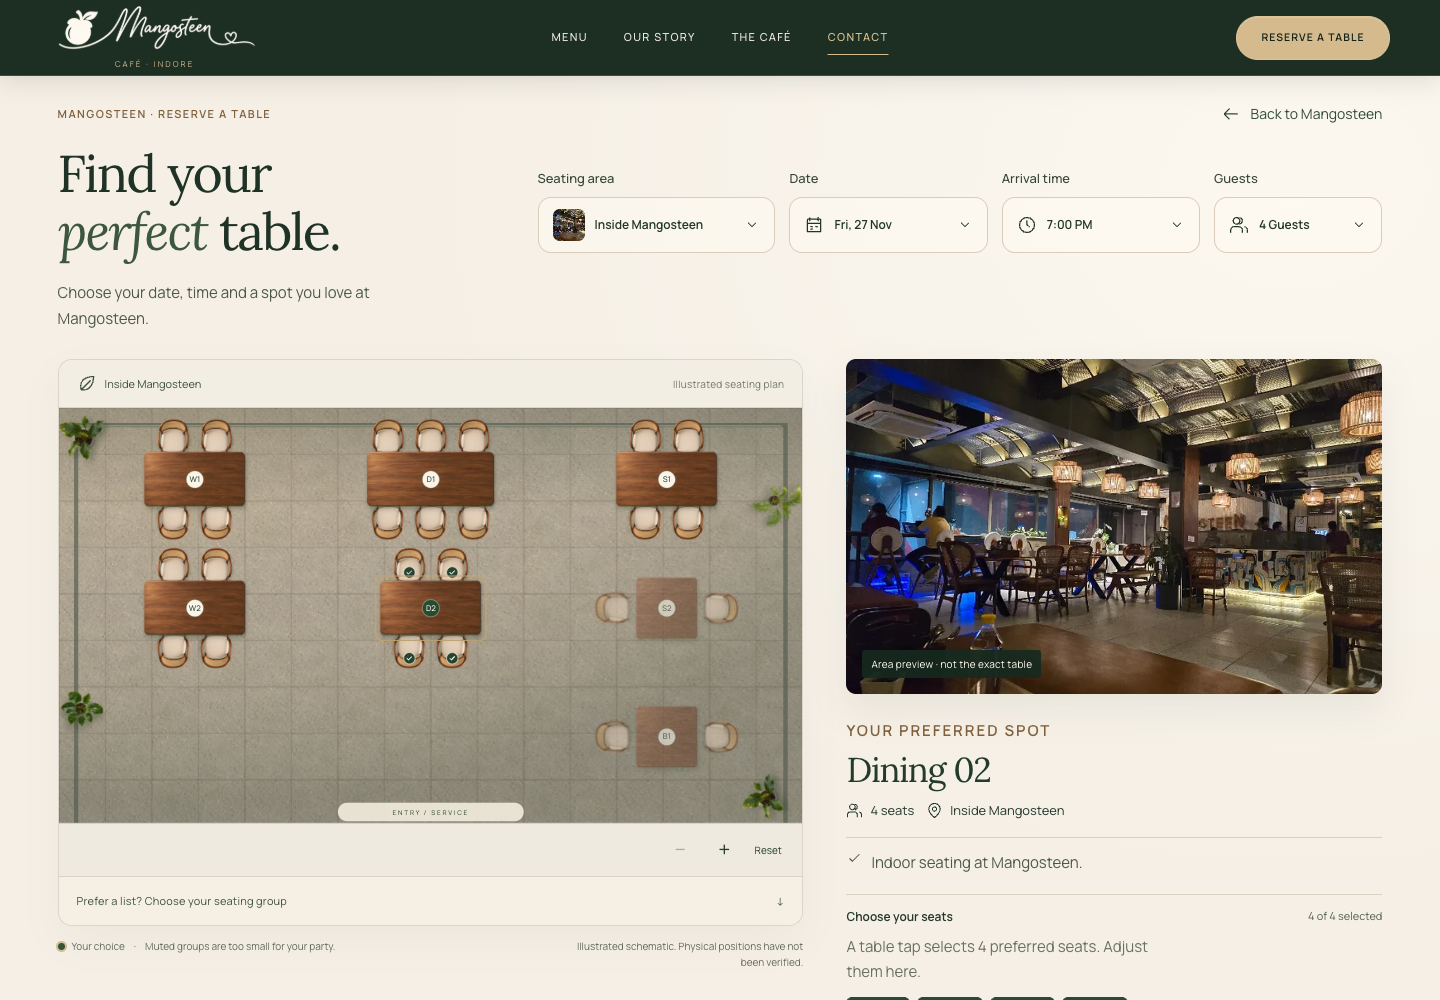 Mangosteen
CAFÉ · INDORE
MENU
OUR STORY
THE CAFÉ
CONTACT
RESERVE A TABLE
MANGOSTEEN · RESERVE A TABLE
Back to Mangosteen
Find your
perfect table.
Choose your date, time and a spot you love at
Mangosteen.
Seating area
Inside Mangosteen
Date
Fri, 27 Nov
Arrival time
7:00 PM
Guests
4 Guests
Inside Mangosteen
Illustrated seating plan
W1
D1
S1
W2
D2
S2
B1
ENTRY / SERVICE
Reset
Prefer a list? Choose your seating group
Your choice · Muted groups are too small for your party.
Illustrated schematic. Physical positions have not
been verified.
Area preview · not the exact table
YOUR PREFERRED SPOT
Dining 02
4 seats
Inside Mangosteen
Indoor seating at Mangosteen.
Choose your seats
4 of 4 selected
A table tap selects 4 preferred seats. Adjust
them here.